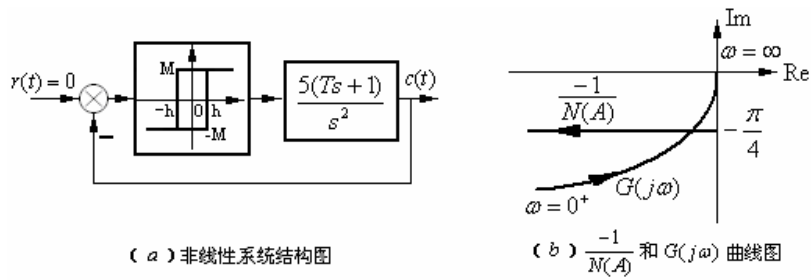 r(t) = 0
M
−h 0 h
-M
5(Ts + 1)
s²
c(t)
−
(a) 非线性系统结构图
Im
ω = ∞
Re
-1
N(A)
− π
4
G(jω)
ω = 0⁺
(b) -1/N(A) 和 G(jω) 曲线图